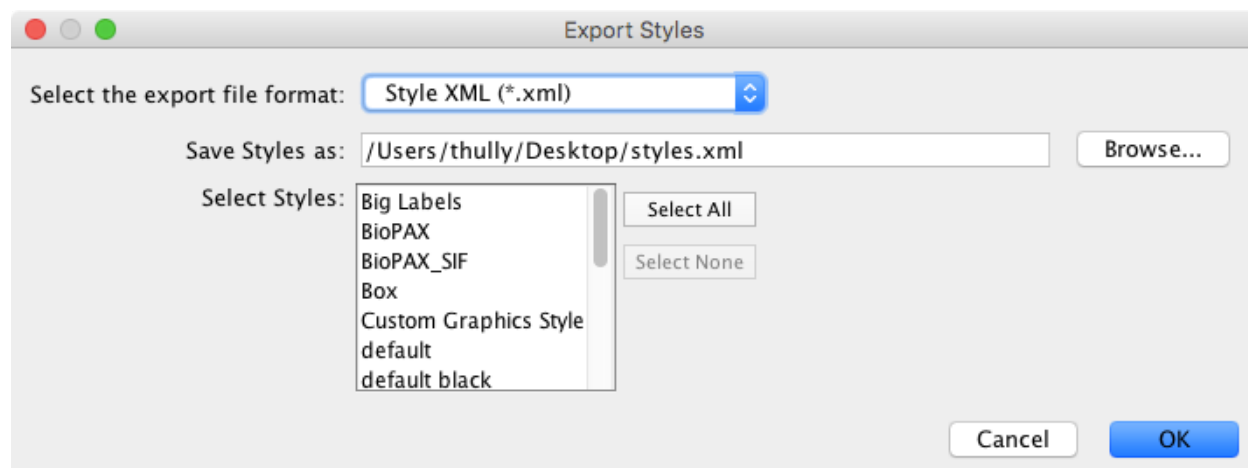 Export Styles
Select the export file format: Style XML (*.xml)
Save Styles as: /Users/thully/Desktop/styles.xml Browse...
Select Styles: Big Labels Select All
BioPAX
BioPAX_SIF Select None
Box
Custom Graphics Style
default
default black
Cancel OK